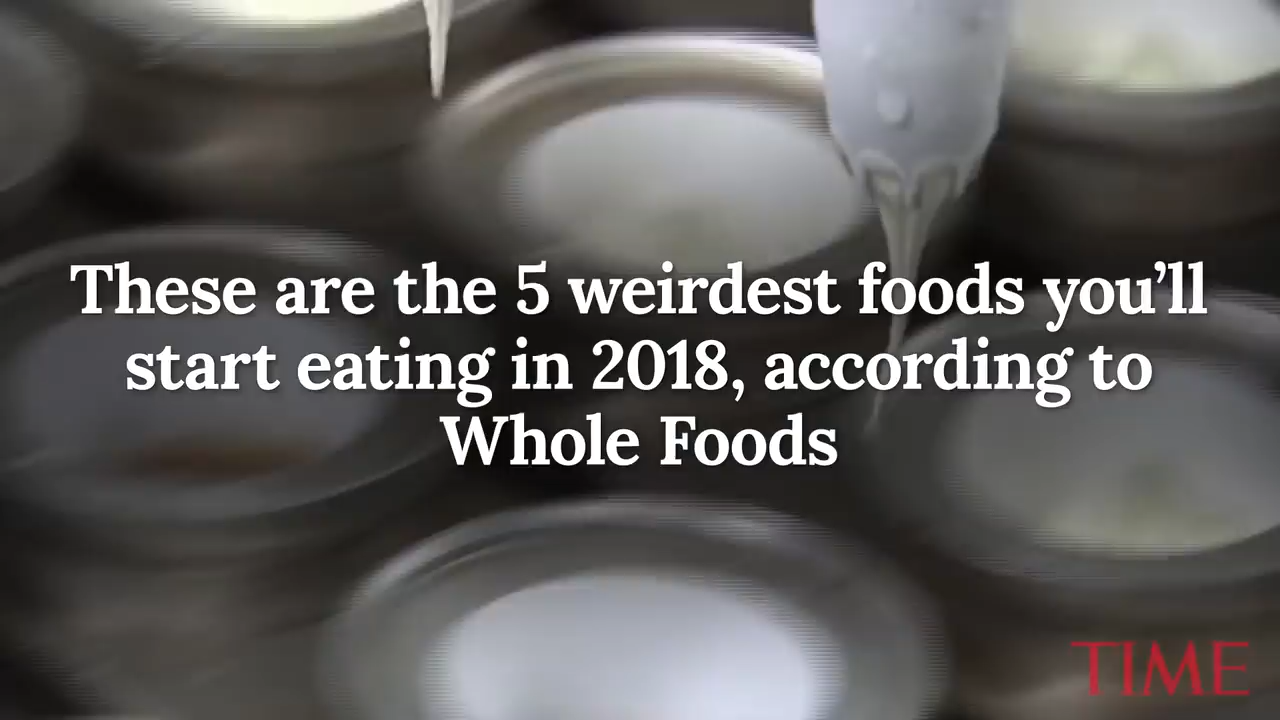 These are the 5 weirdest foods you’ll
start eating in 2018, according to
Whole Foods
TIME